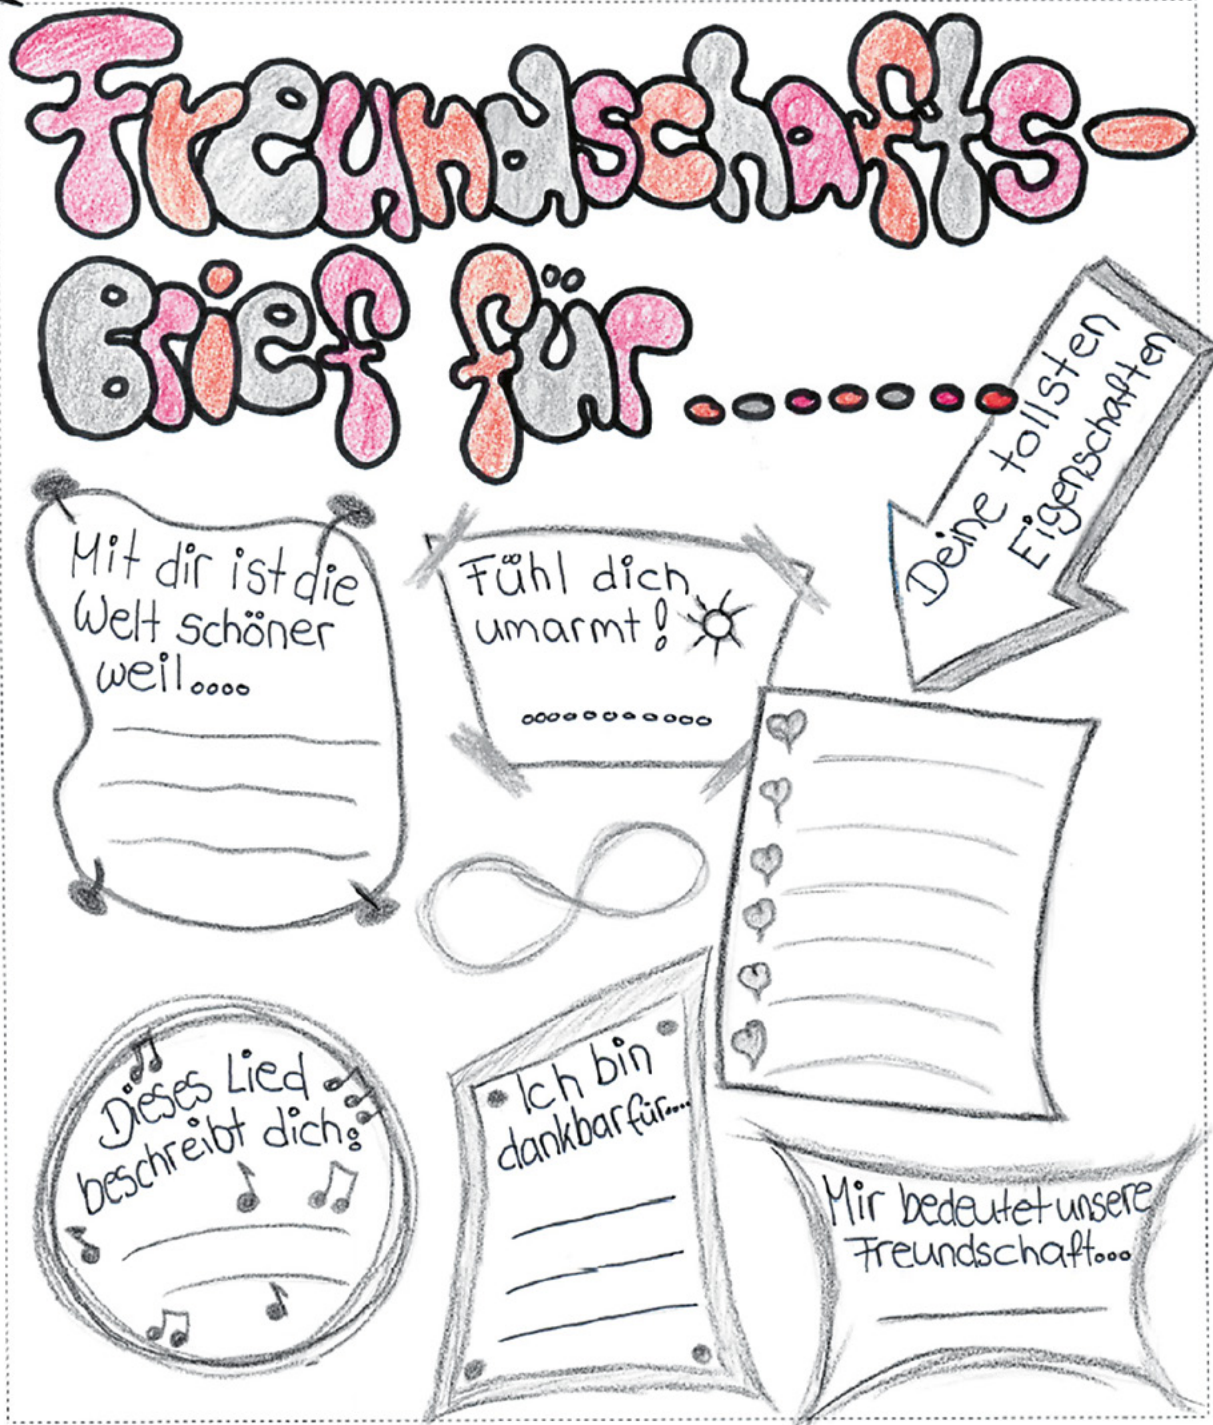 Freundschafts-
Brief für.......
Deine tollsten
Eigenschaften
Mit dir ist die
Welt schöner
weil....
Fühl dich
umarmt!
...........
Dieses Lied
beschreibt dich:
Ich bin
dankbar für....
Mir bedeutet unsere
Freundschaft...